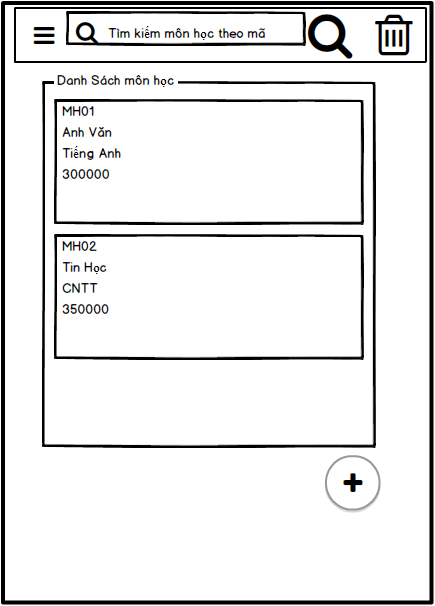 Tìm kiếm môn học theo mã
Danh Sách môn học
MH01
Anh Văn
Tiếng Anh
300000
MH02
Tin Học
CNTT
350000